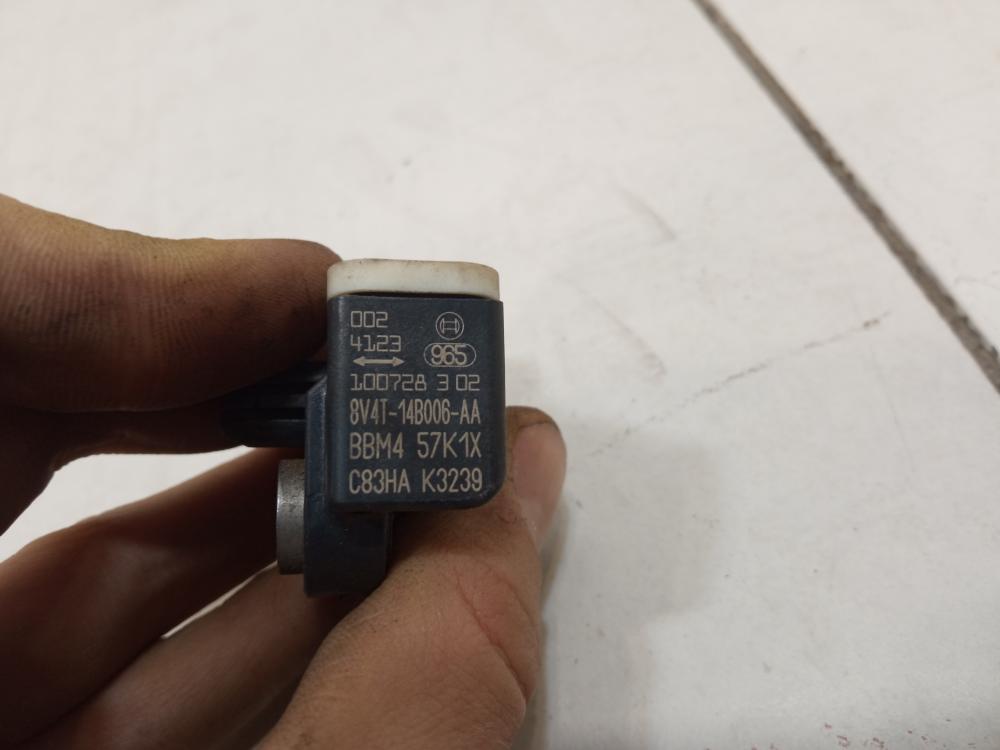 002
4123
965
100728 3 02
8V4T-14B006-AA
BBM4 57K1X
C83HA K3239